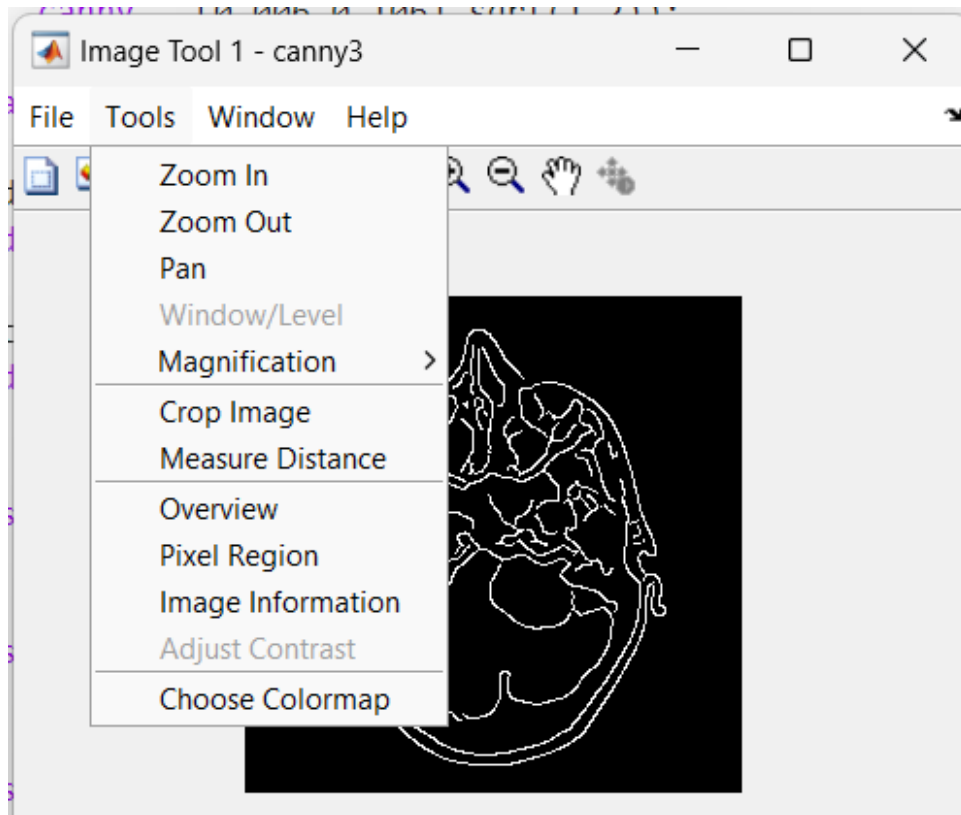 Image Tool 1 - canny3
File Tools Window Help
Zoom In
Zoom Out
Pan
Window/Level
Magnification
Crop Image
Measure Distance
Overview
Pixel Region
Image Information
Adjust Contrast
Choose Colormap